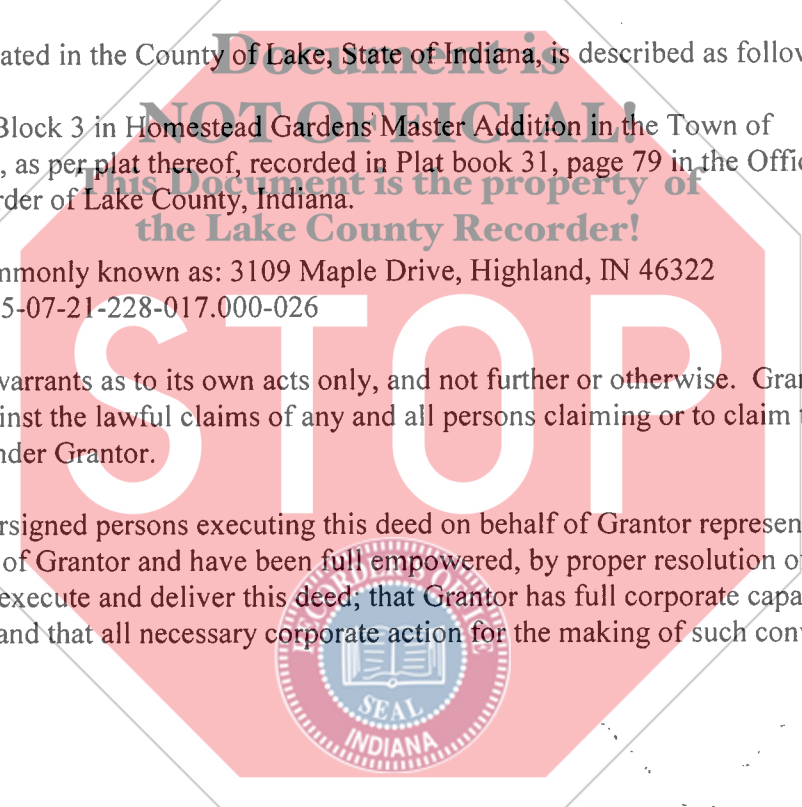 ated in the County of Lake, State of Indiana, is described as follow
Document is
Block 3 in Homestead Gardens Master Addition in the Town of
NOT OFFICIAL!
, as per plat thereof, recorded in Plat book 31, page 79 in the Offic
This Document is the property of
rder of Lake County, Indiana.
the Lake County Recorder!
mmonly known as: 3109 Maple Drive, Highland, IN 46322
5-07-21-228-017.000-026
STOP
warrants as to its own acts only, and not further or otherwise. Gran
inst the lawful claims of any and all persons claiming or to claim t
nder Grantor.
rsigned persons executing this deed on behalf of Grantor represen
of Grantor and have been full empowered, by proper resolution o
execute and deliver this deed; that Grantor has full corporate capa
and that all necessary corporate action for the making of such conv
RECORDER'S OFFICE
SEAL
INDIANA